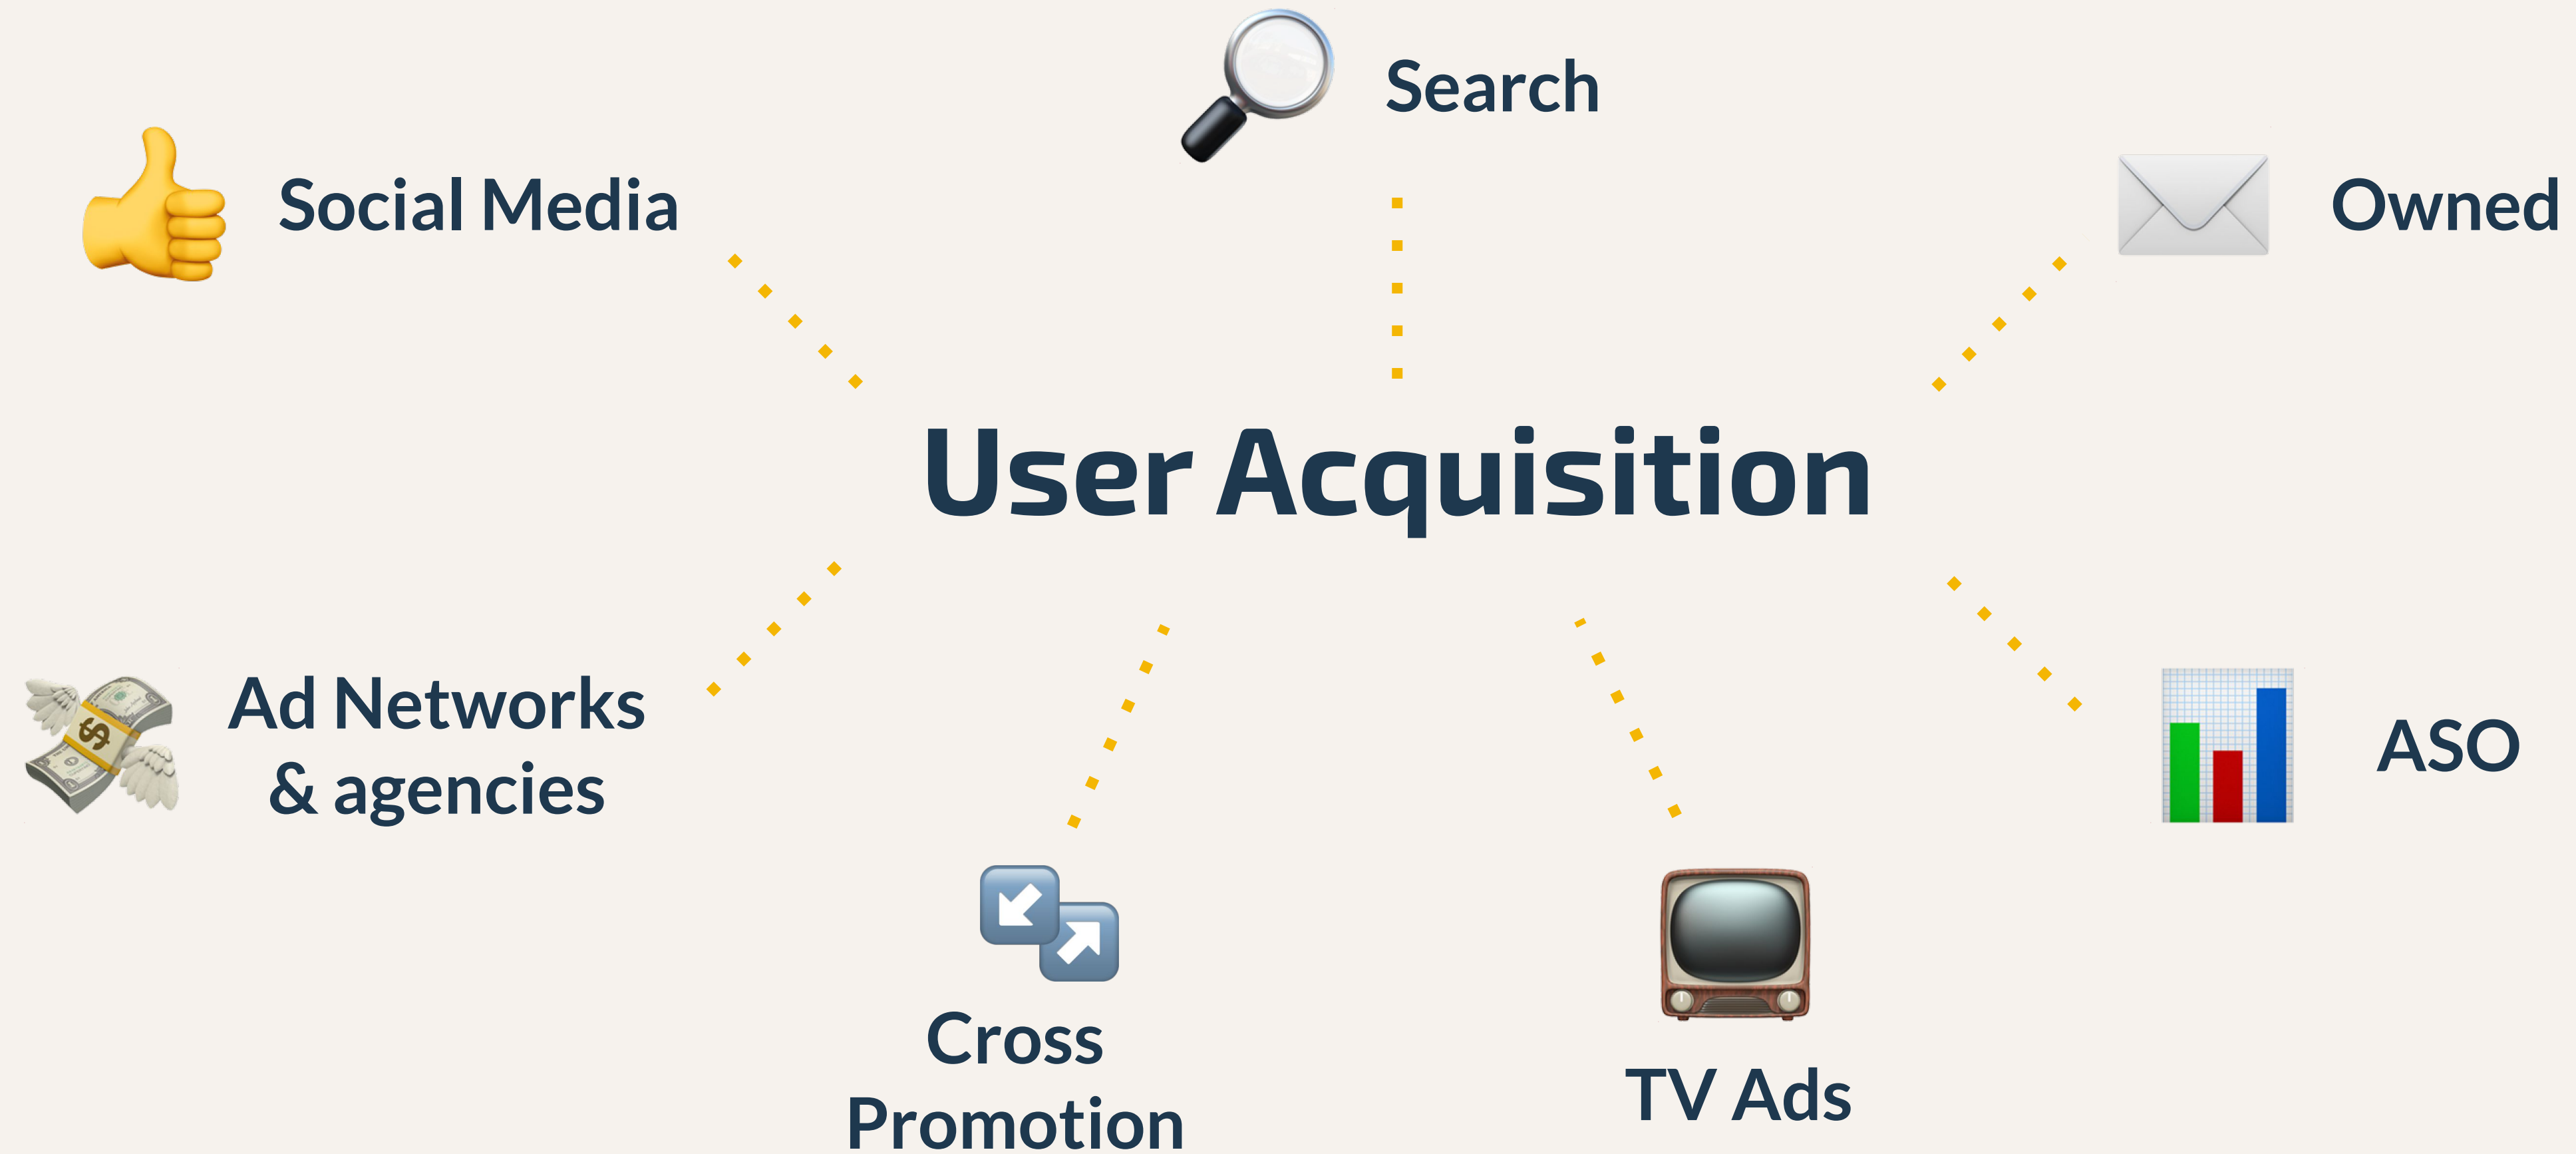 Search
Social Media
Owned
User Acquisition
Ad Networks
& agencies
ASO
Cross
Promotion
TV Ads